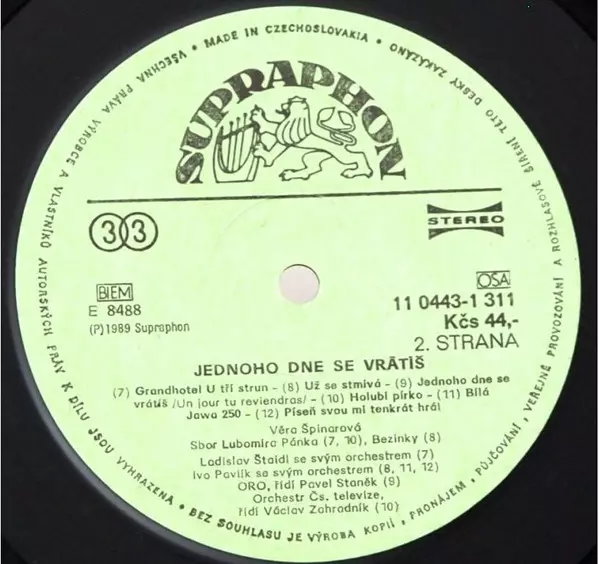 SUPRAPHON
33
STEREO
BIEM
E 8488
(P)1989 Supraphon
OSA
11 0443-1 311
Kčs 44,-
2. STRANA
JEDNOHO DNE SE VRÁTÍŠ
(7) Grandhotel U tří strun - (8) Už se stmívá - (9) Jednoho dne se
vrátíš /Un jour tu reviendras/ - (10) Holubí pírko - (11) Bílá
Jawa 250 - (12) Píseň svou mi tenkrát hrál
Věra Špinarová
Sbor Lubomíra Pánka (7, 10), Bezinky (8)
Ladislav Štaidl se svým orchestrem (7)
Ivo Pavlík se svým orchestrem (8, 11, 12)
ORO, řídí Pavel Staněk (9)
Orchestr Čs. televize,
řídí Václav Zahradník (10)
• MADE IN CZECHOSLOVAKIA • VŠECHNA PRÁVA VÝROBCE A VLASTNÍKŮ AUTORSKÝCH PRÁV K DÍLU JSOU VYHRAZENA • BEZ SOUHLASU JE VÝROBA KOPIÍ, PRONÁJEM, PŮJČOVÁNÍ, VEŘEJNÉ PROVOZOVÁNÍ A ROZHLASOVÉ ŠÍŘENÍ TÉTO DESKY ZAKÁZÁNO